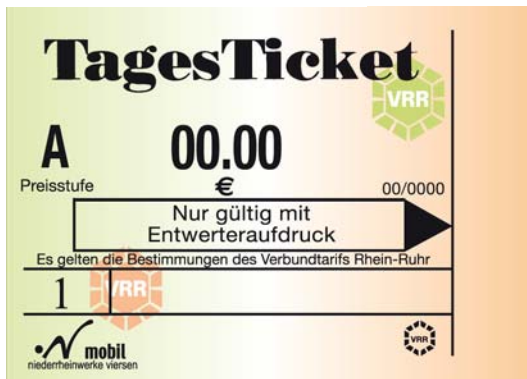 TagesTicket
VRR
A 00.00
Preisstufe € 00/0000
Nur gültig mit
Entwerteraufdruck
Es gelten die Bestimmungen des Verbundtarifs Rhein-Ruhr
1 VRR
mobil
niederrheinwerke viersen
VRR